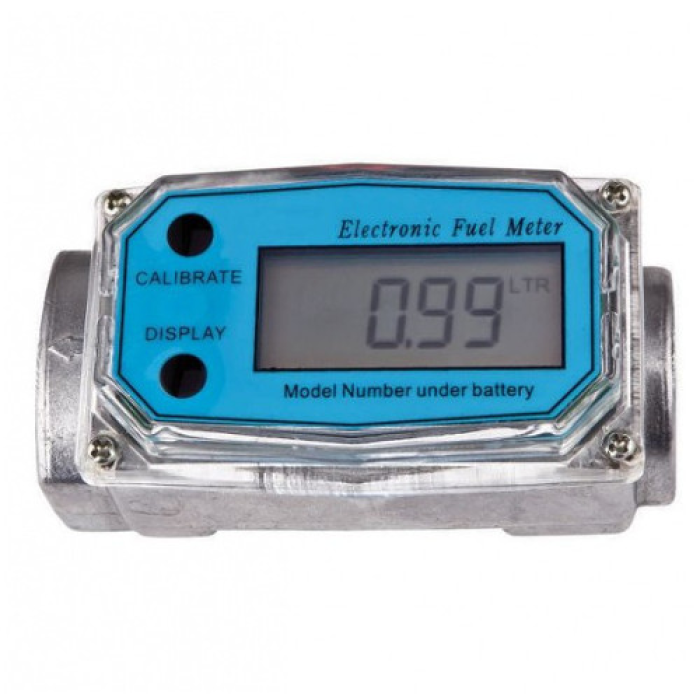 Electronic Fuel Meter
CALIBRATE
0.99 LTR
DISPLAY
Model Number under battery